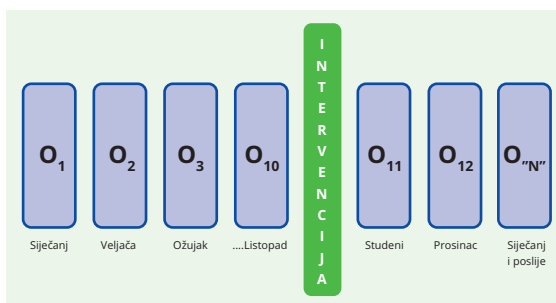 O1 O2 O3 O10 INTERVENCIJA O11 O12 O”N”
Siječanj Veljača Ožujak ....Listopad Studeni Prosinac Siječanj
i poslije